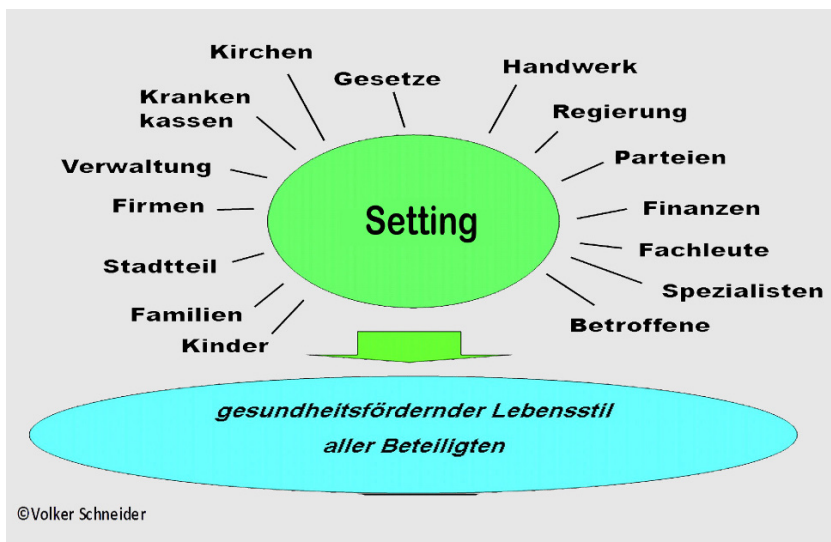 Kirchen
Gesetze
Handwerk
Kranken
kassen
Regierung
Verwaltung
Parteien
Firmen
Setting
Finanzen
Fachleute
Stadtteil
Spezialisten
Familien
Betroffene
Kinder
gesundheitsfördernder Lebensstil
aller Beteiligten
©Volker Schneider